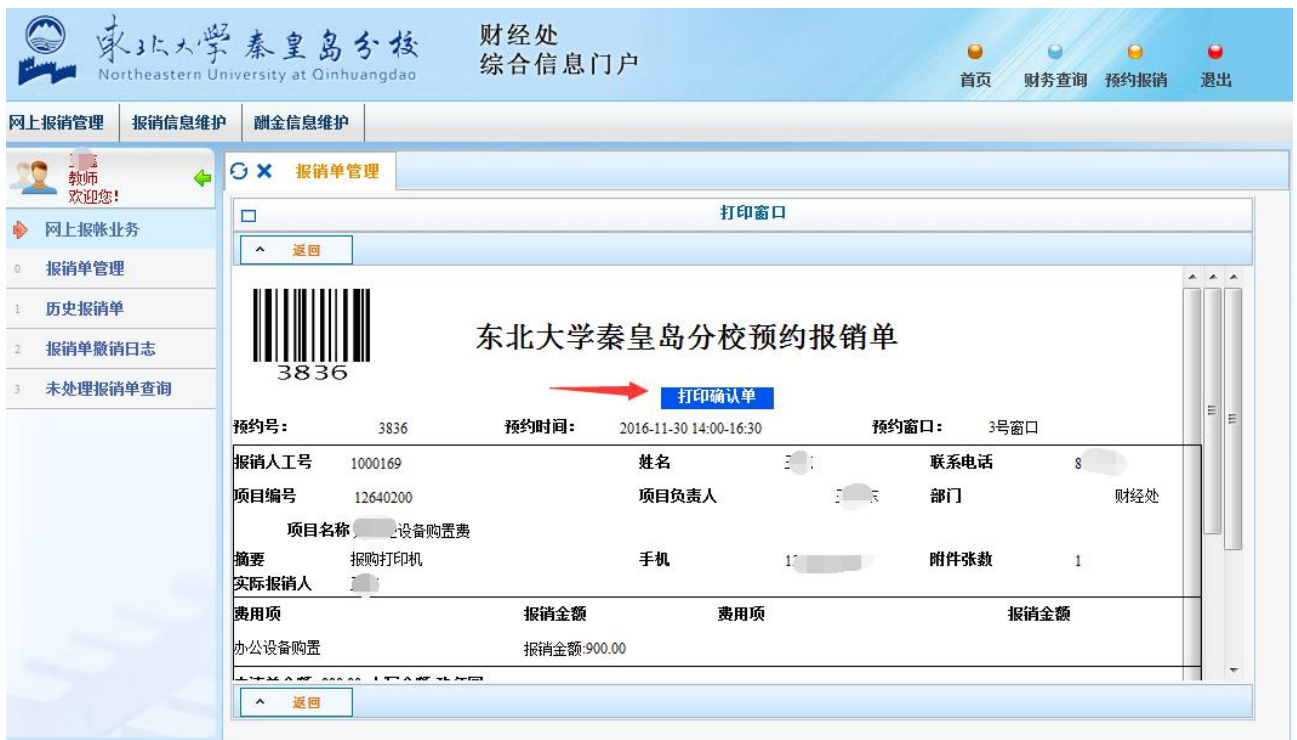 東北大学秦皇岛分校
Northeastern University at Qinhuangdao
财经处
综合信息门户
首页 财务查询 预约报销 退出
网上报销管理 报销信息维护 酬金信息维护
教师
欢迎您!
报销单管理
网上报帐业务
0 报销单管理
1 历史报销单
2 报销单撤销日志
3 未处理报销单查询
打印窗口
返回
3836
东北大学秦皇岛分校预约报销单
打印确认单
预约号: 3836 预约时间: 2016-11-30 14:00-16:30 预约窗口: 3号窗口
报销人工号 1000169 姓名 联系电话 8
项目编号 12640200 项目负责人 部门 财经处
项目名称 设备购置费
摘要 报购打印机 手机 1 附件张数 1
实际报销人
费用项 报销金额 费用项 报销金额
办公设备购置 报销金额:900.00
返回